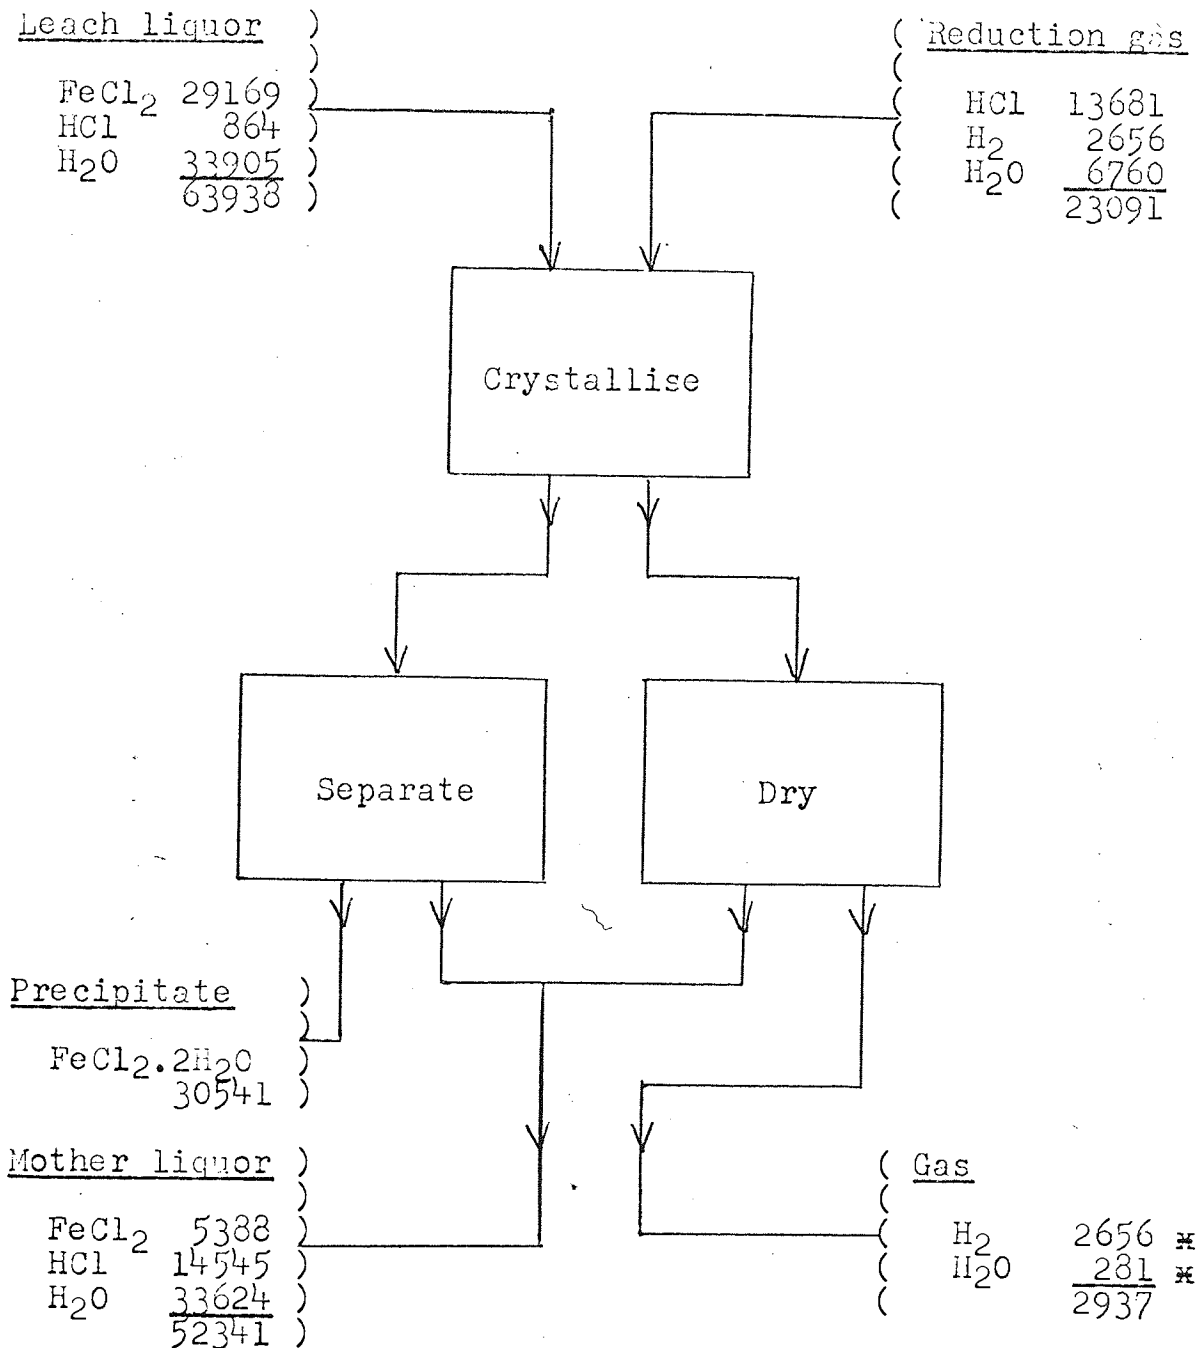 Leach liquor )
)
FeCl2 29169 )
HCl 864 )
H2O 33905 )
63938 )
( Reduction gas
(
( HCl 13681
( H2 2656
( H2O 6760
( 23091
Crystallise
Separate
Dry
Precipitate )
)
FeCl2.2H2O )
30541 )
Mother liquor )
)
FeCl2 5388 )
HCl 14545 )
H2O 33624 )
52341 )
( Gas
(
( H2 2656 *
( H2O 281 *
( 2937